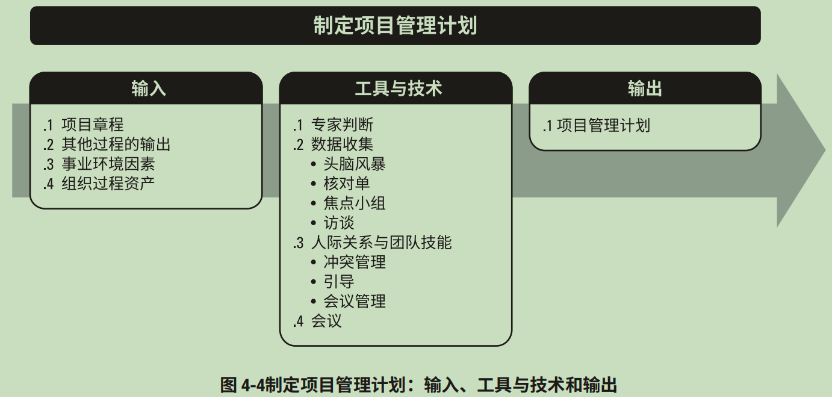 制定项目管理计划
输入
.1 项目章程
.2 其他过程的输出
.3 事业环境因素
.4 组织过程资产
工具与技术
.1 专家判断
.2 数据收集
• 头脑风暴
• 核对单
• 焦点小组
• 访谈
.3 人际关系与团队技能
• 冲突管理
• 引导
• 会议管理
.4 会议
输出
.1 项目管理计划
图 4-4制定项目管理计划：输入、工具与技术和输出